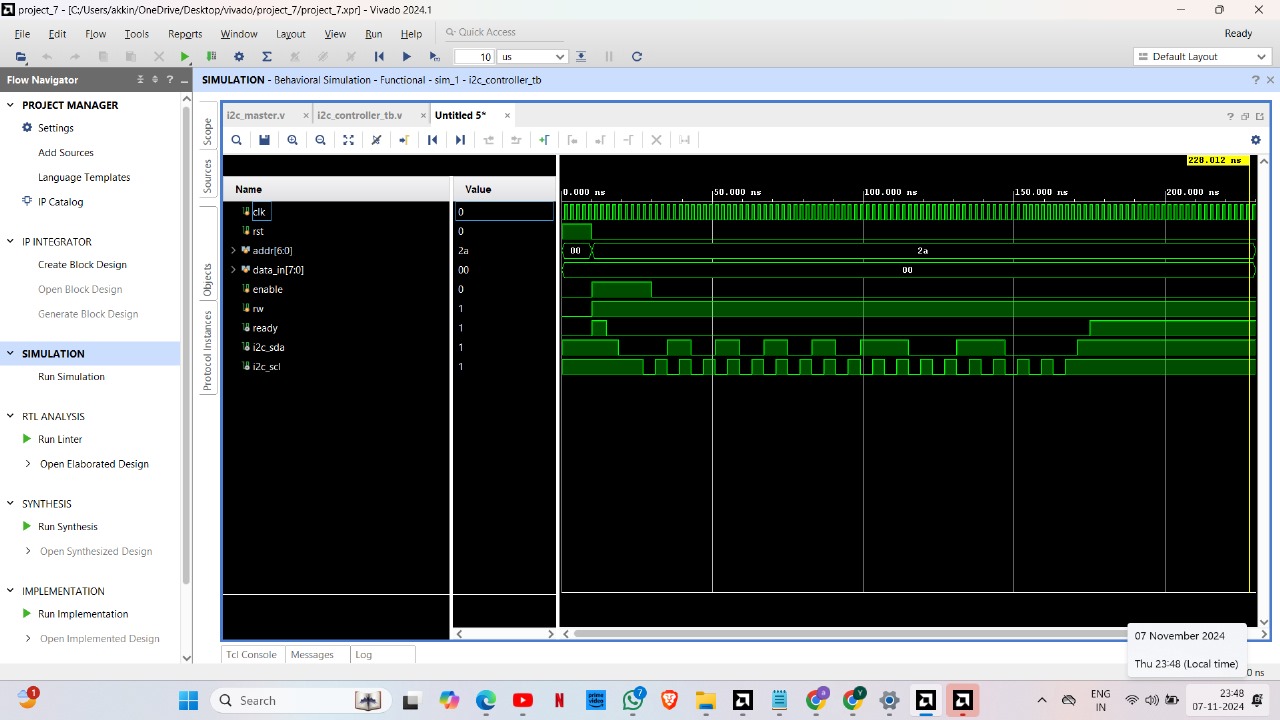 project_7 - [C:/Users/akkin/OneDrive/Desktop/vivado/project_7/project_7.xpr] - Vivado 2024.1
File Edit Flow Tools Reports Window Layout View Run Help Quick Access Ready
10 us Default Layout
Flow Navigator
SIMULATION - Behavioral Simulation - Functional - sim_1 - i2c_controller_tb
PROJECT MANAGER
Settings
Add Sources
Language Templates
IP Catalog
IP INTEGRATOR
Create Block Design
Open Block Design
Generate Block Design
SIMULATION
Run Simulation
RTL ANALYSIS
Run Linter
Open Elaborated Design
SYNTHESIS
Run Synthesis
Open Synthesized Design
IMPLEMENTATION
Run Implementation
Open Implemented Design
Scope
Sources
Objects
Protocol Instances
i2c_master.v i2c_controller_tb.v Untitled 5*
228.012 ns
Name Value 0.000 ns 50.000 ns 100.000 ns 150.000 ns 200.000 ns
clk 0
rst 0
addr[6:0] 2a 00 2a
data_in[7:0] 00 00
enable 0
rw 1
ready 1
i2c_sda 1
i2c_scl 1
Tcl Console Messages Log
07 November 2024
Thu 23:48 (Local time)
0 ns
1
Search
7
ENG
IN
23:48
07-11-2024